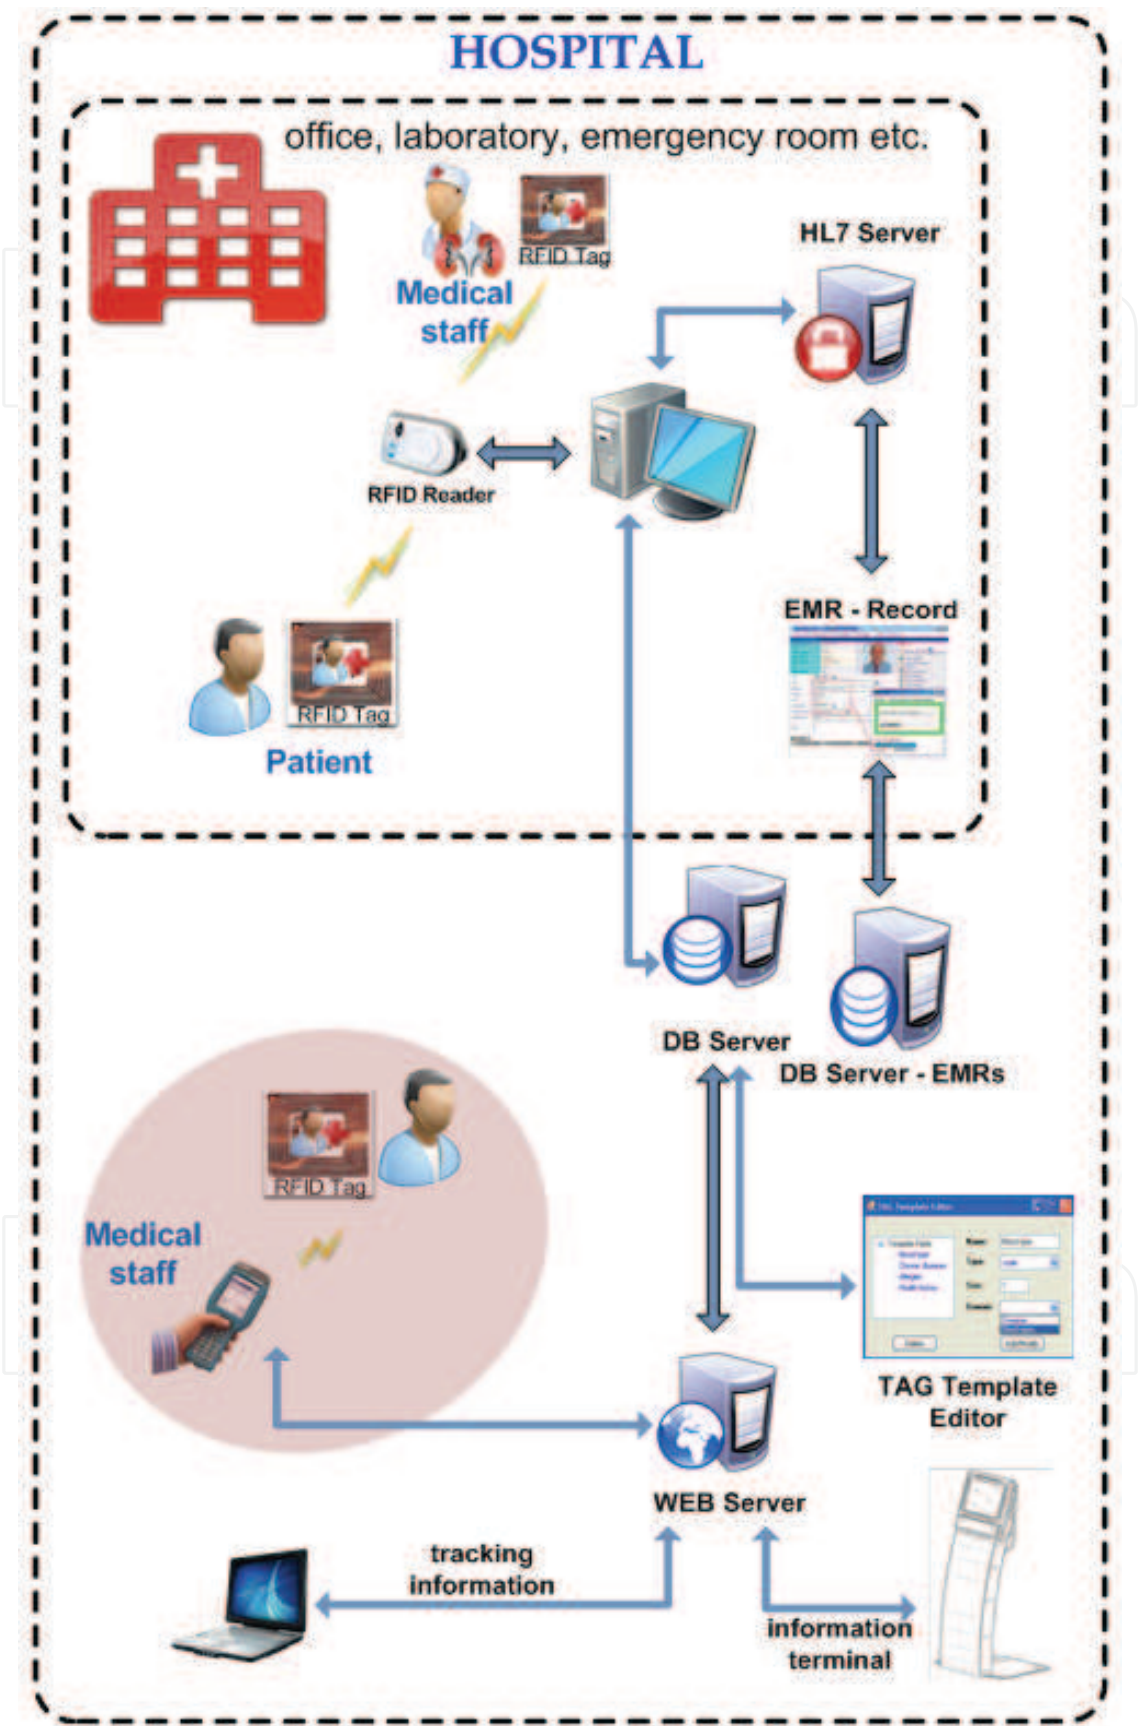 HOSPITAL
office, laboratory, emergency room etc.
RFID Tag
Medical
staff
HL7 Server
RFID Reader
EMR - Record
RFID Tag
Patient
DB Server
DB Server - EMRs
RFID Tag
Medical
staff
TAG Template
Editor
WEB Server
tracking
information
information
terminal